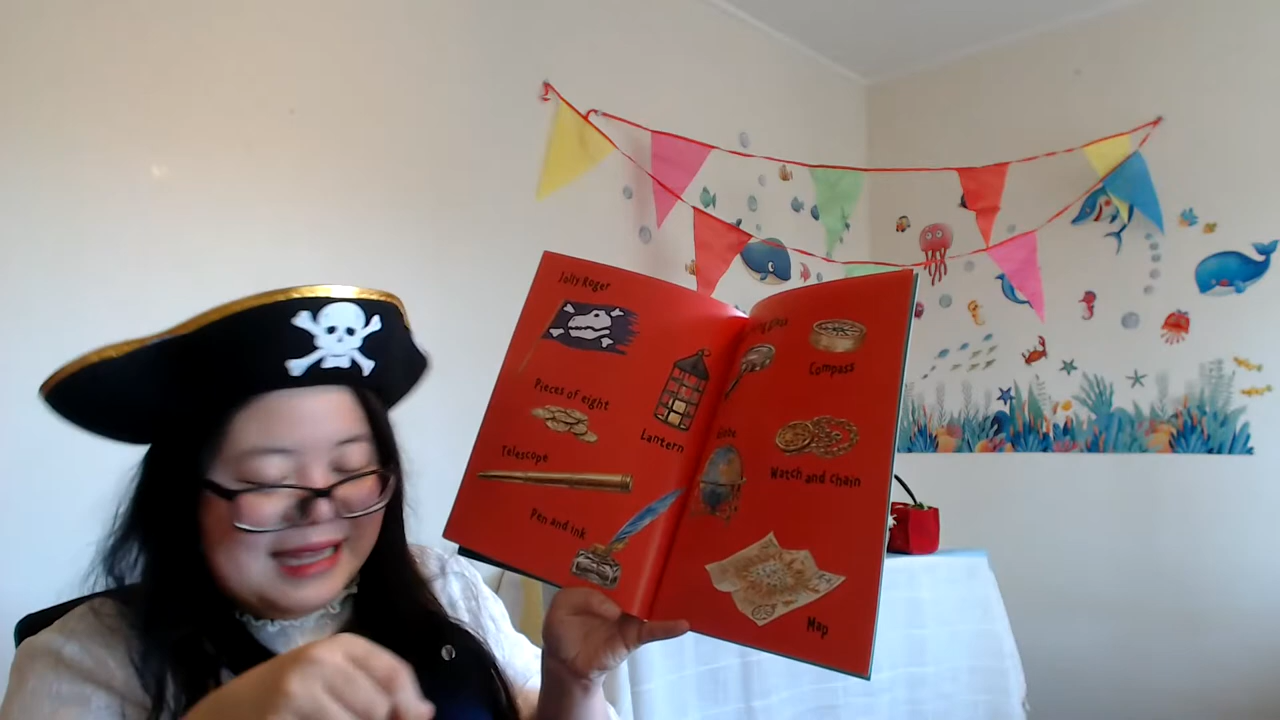 Jolly Roger
Pieces of eight
Lantern
Telescope
Pen and ink
Compass
Watch and chain
Map